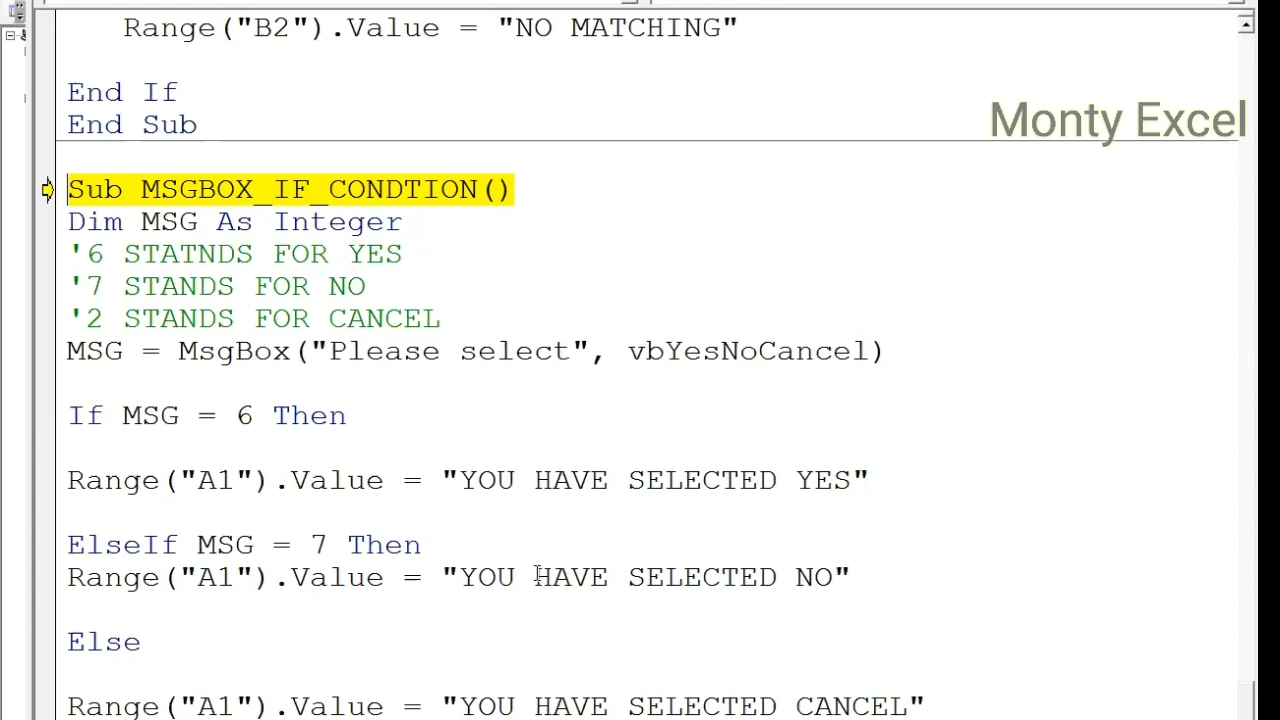 Range("B2").Value = "NO MATCHING"
End If
End Sub
Monty Excel
Sub MSGBOX_IF_CONDTION()
Dim MSG As Integer
'6 STATNDS FOR YES
'7 STANDS FOR NO
'2 STANDS FOR CANCEL
MSG = MsgBox("Please select", vbYesNoCancel)
If MSG = 6 Then
Range("A1").Value = "YOU HAVE SELECTED YES"
ElseIf MSG = 7 Then
Range("A1").Value = "YOU HAVE SELECTED NO"
Else
Range("A1").Value = "YOU HAVE SELECTED CANCEL"